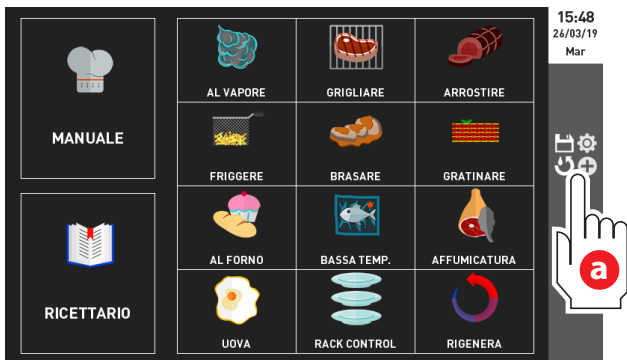 15:48
26/03/19
Mar
MANUALE
RICETTARIO
AL VAPORE
GRIGLIARE
ARROSTIRE
FRIGGERE
BRASARE
GRATINARE
AL FORNO
BASSA TEMP.
AFFUMICATURA
UOVA
RACK CONTROL
RIGENERA
a